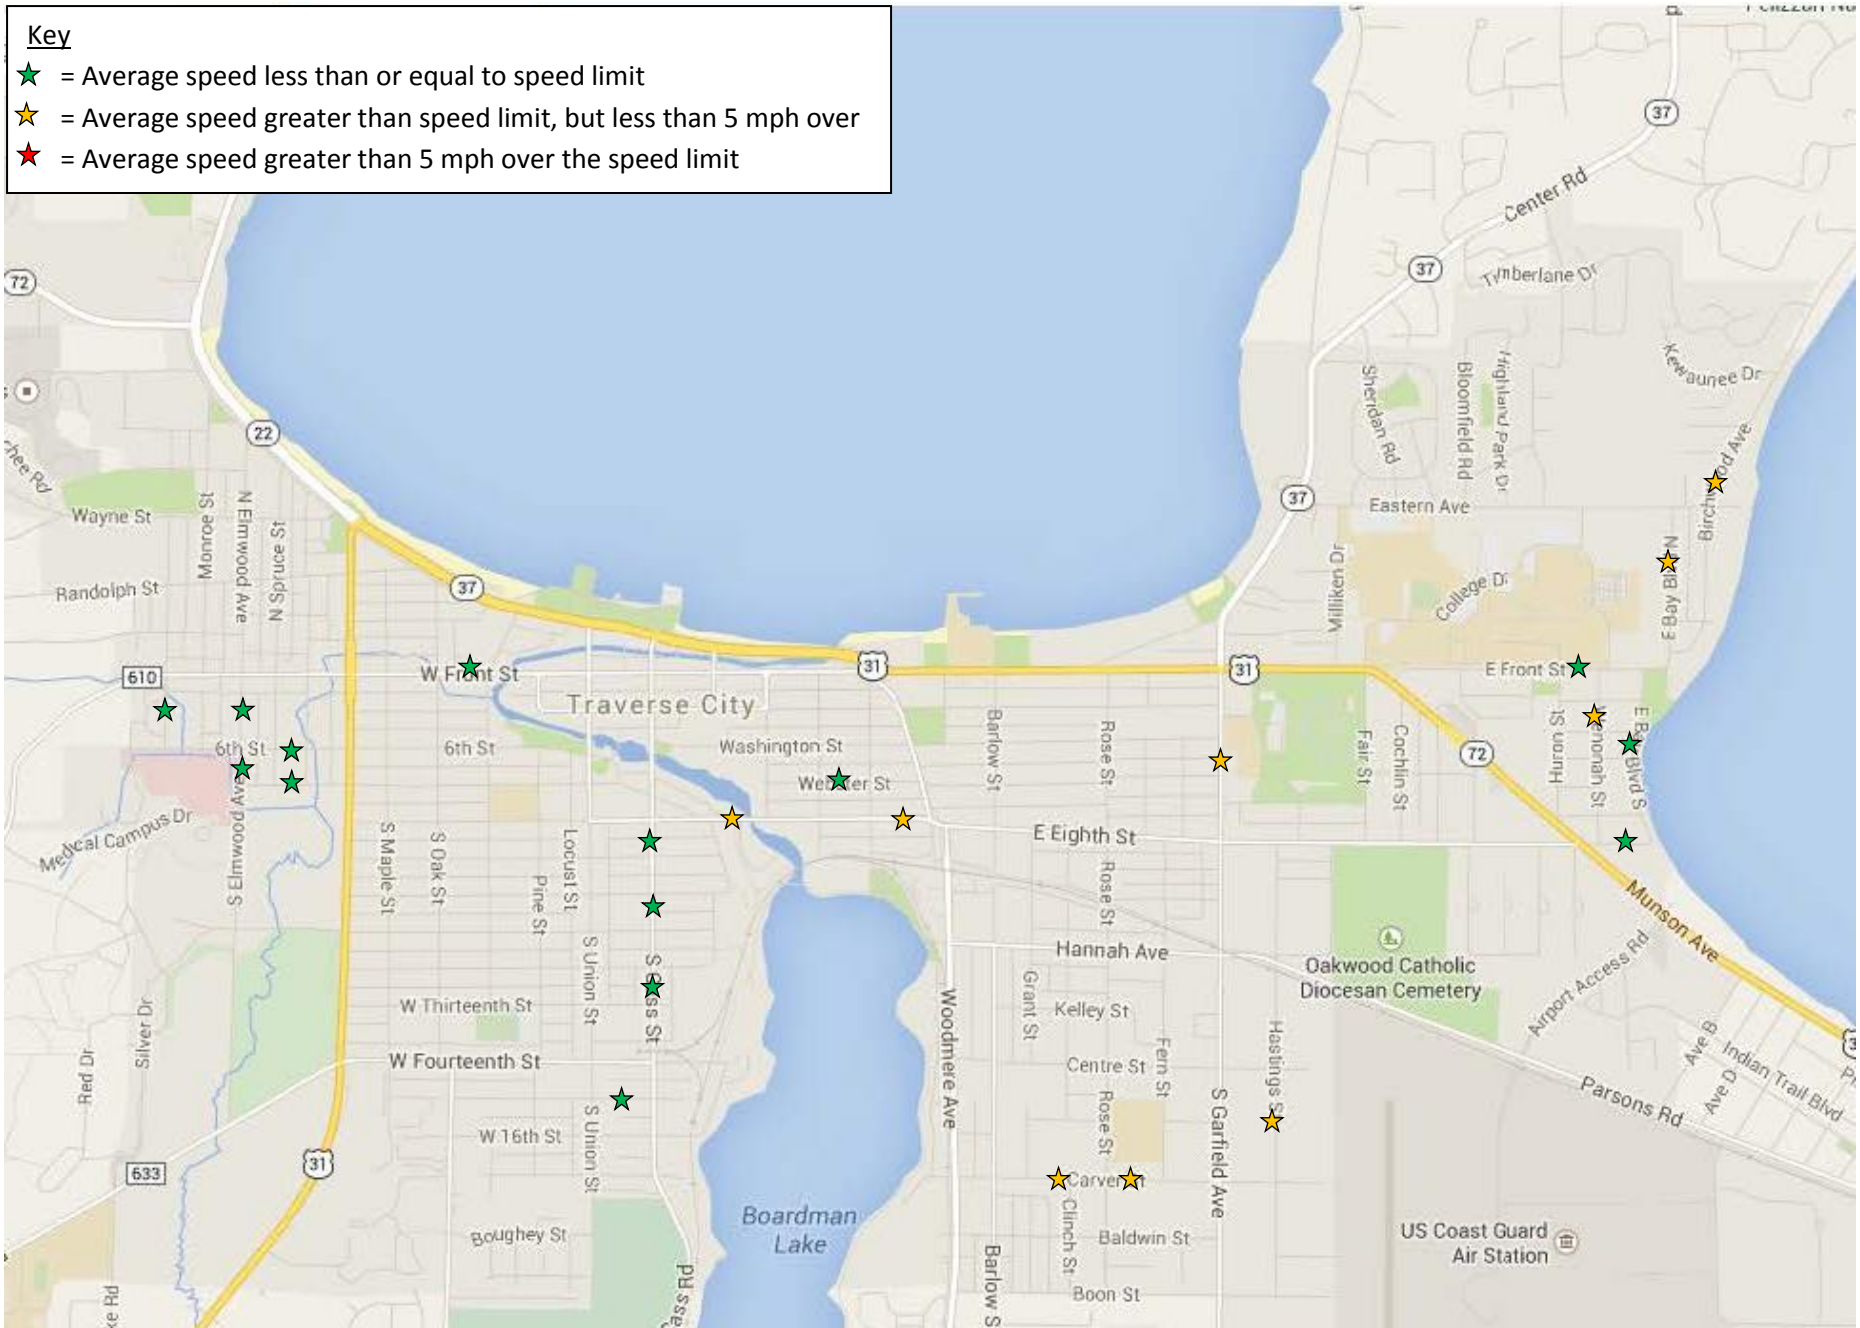 Key
= Average speed less than or equal to speed limit
= Average speed greater than speed limit, but less than 5 mph over
= Average speed greater than 5 mph over the speed limit
37
Center Rd
72
37
Timberlane Dr
Kewaunee Dr
Sheridan Rd
Bloomfield Rd
Highland Park Dr
22
Wayne St
Monroe St
N Elmwood Ave
N Spruce St
37
Eastern Ave
Randolph St
37
Milliken Dr
College Dr
610
W Front St
31
31
E Front St
Traverse City
6th St
6th St
Washington St
Webster St
Barlow St
Rose St
Fair St
Cochlin St
72
Huron St
Medical Campus Dr
S Elmwood Ave
S Maple St
S Oak St
Pine St
Locust St
E Eighth St
Rose St
Munson Ave
S Union St
S Cass St
Hannah Ave
Oakwood Catholic
Diocesan Cemetery
Airport Access Rd
Silver Dr
Red Dr
W Thirteenth St
Woodmere Ave
Grant St
Kelley St
Hastings S
W Fourteenth St
Centre St
Fern St
Rose St
S Garfield Ave
Ave B
Ave D
Indian Trail Blvd
Parsons Rd
W 16th St
S Union St
31
633
Clinch St
Boardman
Lake
Boughey St
Baldwin St
US Coast Guard
Air Station
Barlow S
Boon St